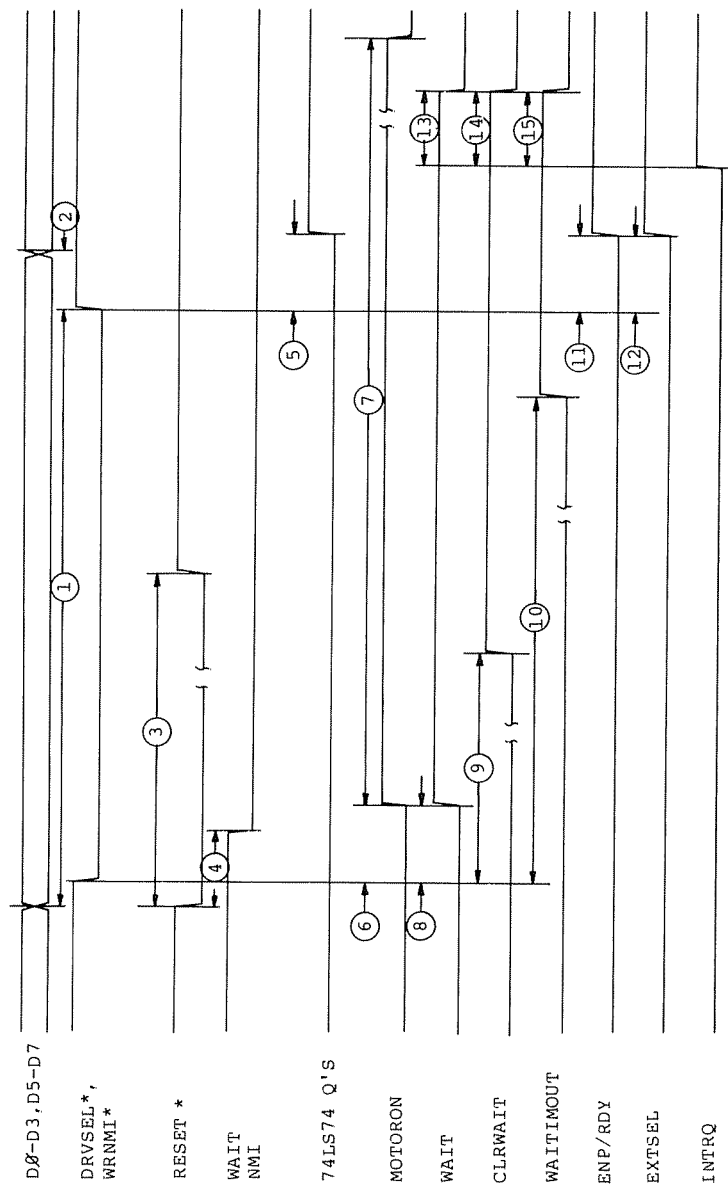 DØ-D3,D5-D7
DRVSEL*,
WRNMI*
RESET *
WAIT
NMI
74LS74 Q'S
MOTORON
WAIT
CLRWAIT
WAITIMOUT
ENP/RDY
EXTSEL
INTRQ
1
2
3
4
5
6
7
8
9
10
11
12
13
14
15